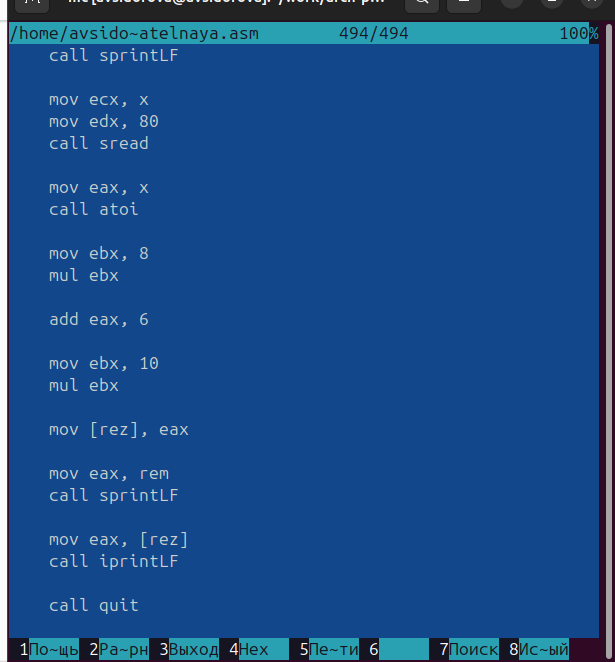 /home/avsido~atelnaya.asm 494/494 100%
call sprintLF
mov ecx, x
mov edx, 80
call sread
mov eax, x
call atoi
mov ebx, 8
mul ebx
add eax, 6
mov ebx, 10
mul ebx
mov [rez], eax
mov eax, rem
call sprintLF
mov eax, [rez]
call iprintLF
call quit
1По~щь 2Ра~рн 3Выход 4Hex 5Пе~ти 6 7Поиск 8Ис~ый